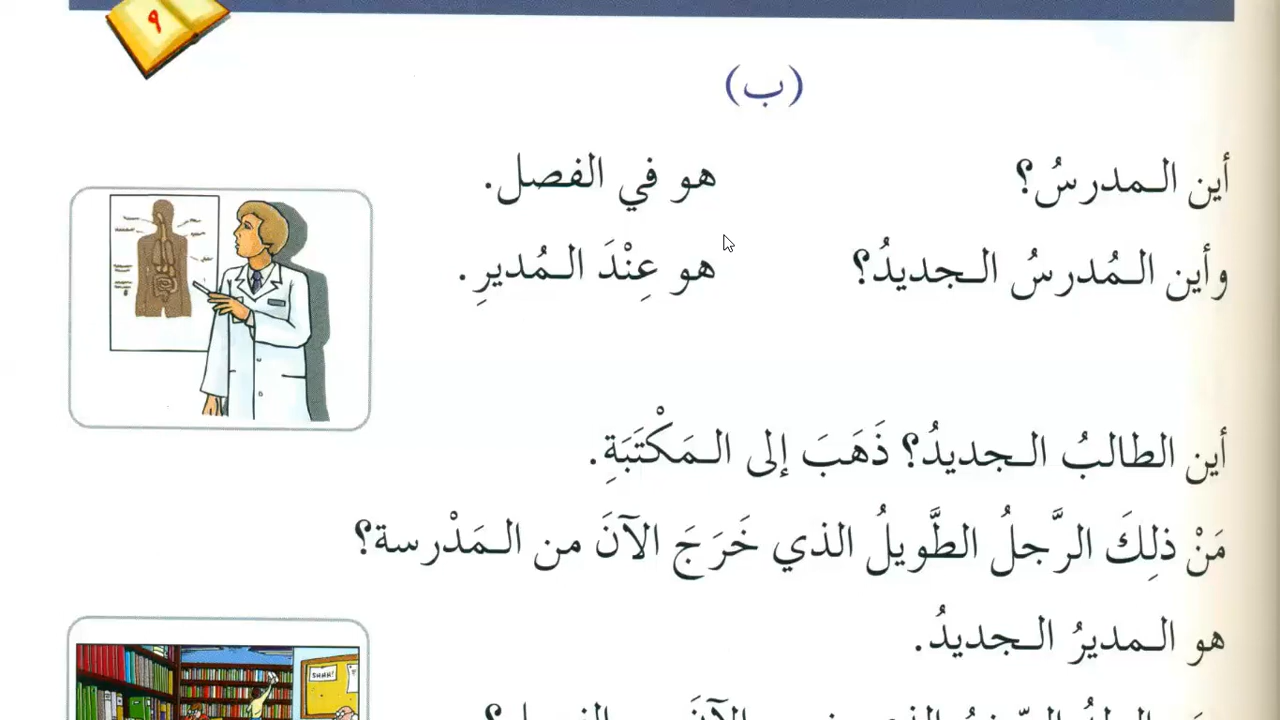 ٩
(ب)
أين الـمدرسُ؟ هو في الفصل.
وأين الـمُدرسُ الـجديدُ؟ هو عِنْدَ الـمُديرِ.
أين الطالبُ الـجديدُ؟ ذَهَبَ إلى الـمَكْتَبَةِ.
مَنْ ذلِكَ الرَّجلُ الطَّويلُ الذي خَرَجَ الآنَ من الـمَدْرسة؟
هو الـمديرُ الـجديدُ.
SHHH!